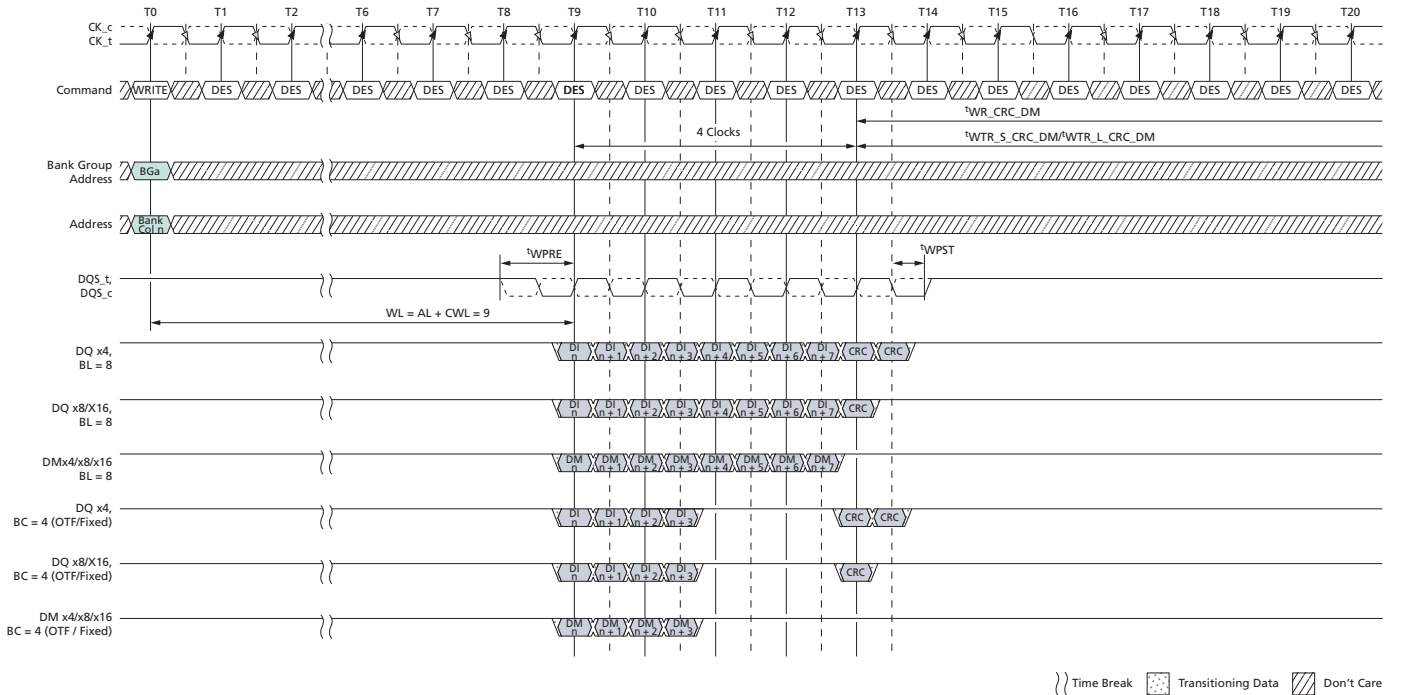 T0 T1 T2 T6 T7 T8 T9 T10 T11 T12 T13 T14 T15 T16 T17 T18 T19 T20
CK_c
CK_t
Command WRITE DES DES DES DES DES DES DES DES DES DES DES DES DES DES DES DES DES
tWR_CRC_DM
4 Clocks
tWTR_S_CRC_DM/tWTR_L_CRC_DM
Bank Group
Address
BGa
Address
Bank
Col n
tWPRE
tWPST
DQS_t,
DQS_c
WL = AL + CWL = 9
DQ x4,
BL = 8
DI n DI n + 1 DI n + 2 DI n + 3 DI n + 4 DI n + 5 DI n + 6 DI n + 7 CRC CRC
DQ x8/X16,
BL = 8
DI n DI n + 1 DI n + 2 DI n + 3 DI n + 4 DI n + 5 DI n + 6 DI n + 7 CRC
DMx4/x8/x16
BL = 8
DM n DM n + 1 DM n + 2 DM n + 3 DM n + 4 DM n + 5 DM n + 6 DM n + 7
DQ x4,
BC = 4 (OTF/Fixed)
DI n DI n + 1 DI n + 2 DI n + 3 CRC CRC
DQ x8/X16,
BC = 4 (OTF/Fixed)
DI n DI n + 1 DI n + 2 DI n + 3 CRC
DM x4/x8/x16
BC = 4 (OTF / Fixed)
DM n DM n + 1 DM n + 2 DM n + 3
Time Break Transitioning Data Don't Care